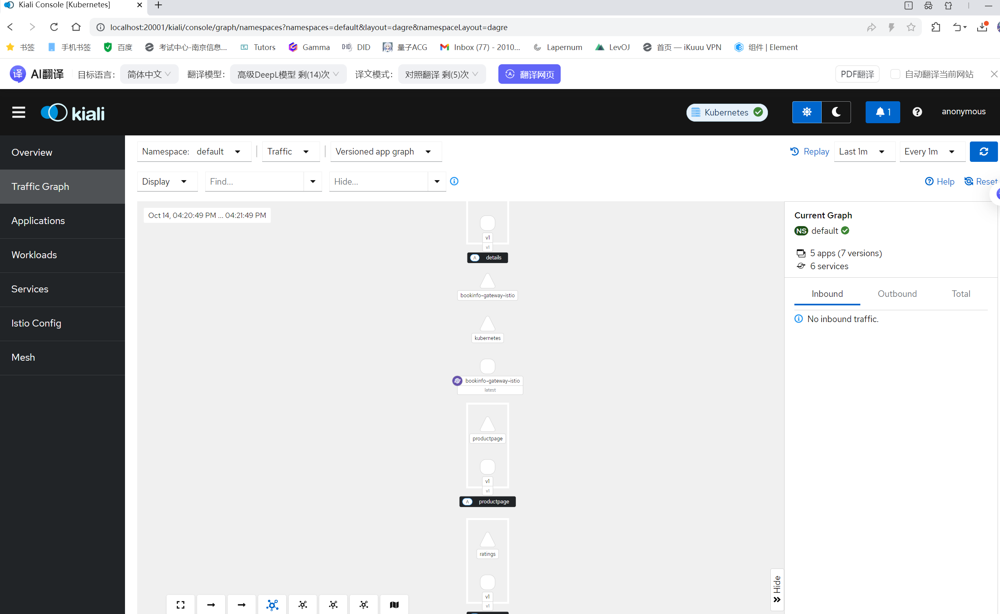 Kiali Console [Kubernetes]
1
localhost:20001/kiali/console/graph/namespaces?namespaces=default&layout=dagre&namespaceLayout=dagre
书签 手机书签 百度 考试中心-南京信息... Tutors Gamma DID 量子ACG Inbox (77) - 2010... Lapernum LevOJ 首页 — iKuuu VPN 组件 | Element
译 AI翻译 目标语言: 简体中文 翻译模型: 高级DeepL模型 剩(14)次 译文模式: 对照翻译 剩(5)次 翻译网页 PDF翻译 自动翻译当前网站
kiali Kubernetes 1 anonymous
Overview
Traffic Graph
Applications
Workloads
Services
Istio Config
Mesh
Namespace: default Traffic Versioned app graph Replay Last 1m Every 1m
Display Find... Hide... Help Reset
Oct 14, 04:20:49 PM ... 04:21:49 PM
v1
v1
A details
bookinfo-gateway-istio
kubernetes
bookinfo-gateway-istio
latest
productpage
v1
v1
A productpage
ratings
v1
v1
Hide
Current Graph
NS default
5 apps (7 versions)
6 services
Inbound Outbound Total
No inbound traffic.